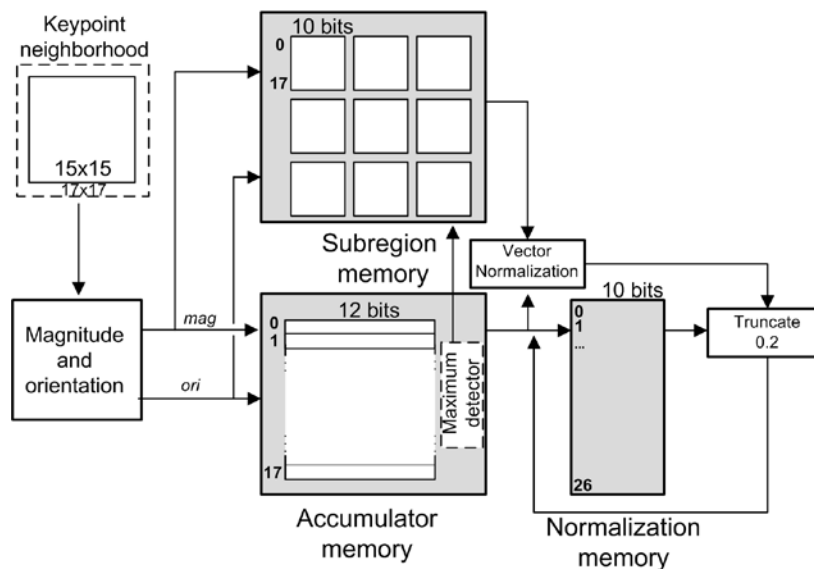 Keypoint
neighborhood
15x15
17x17
10 bits
0
17
Subregion
memory
Vector
Normalization
Magnitude
and
orientation
mag
ori
12 bits
0
1
17
Maximum
detector
Accumulator
memory
10 bits
0
1
...
26
Normalization
memory
Truncate
0.2